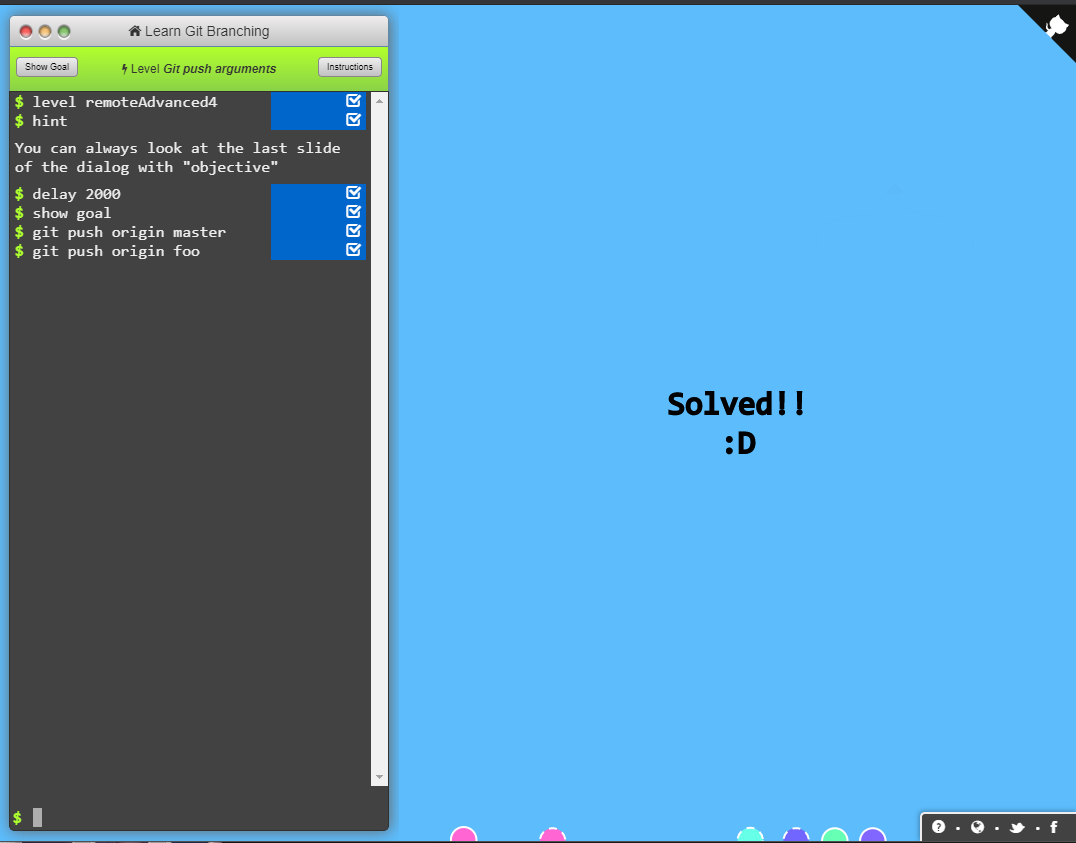 Learn Git Branching
Show Goal
Level Git push arguments
Instructions
$ level remoteAdvanced4
$ hint
You can always look at the last slide
of the dialog with "objective"
$ delay 2000
$ show goal
$ git push origin master
$ git push origin foo
$
Solved!!
:D